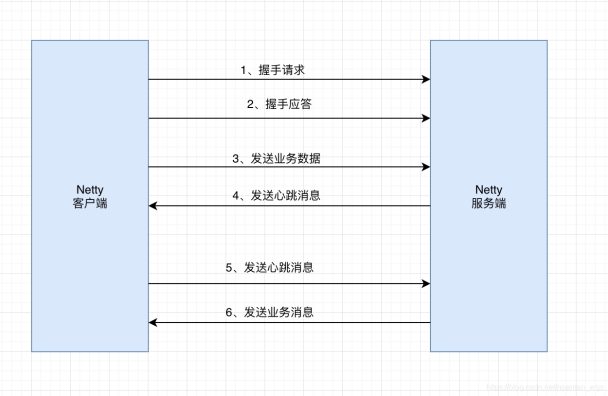 1、握手请求
2、握手应答
3、发送业务数据
Netty
客户端
Netty
服务端
4、发送心跳消息
5、发送心跳消息
6、发送业务消息